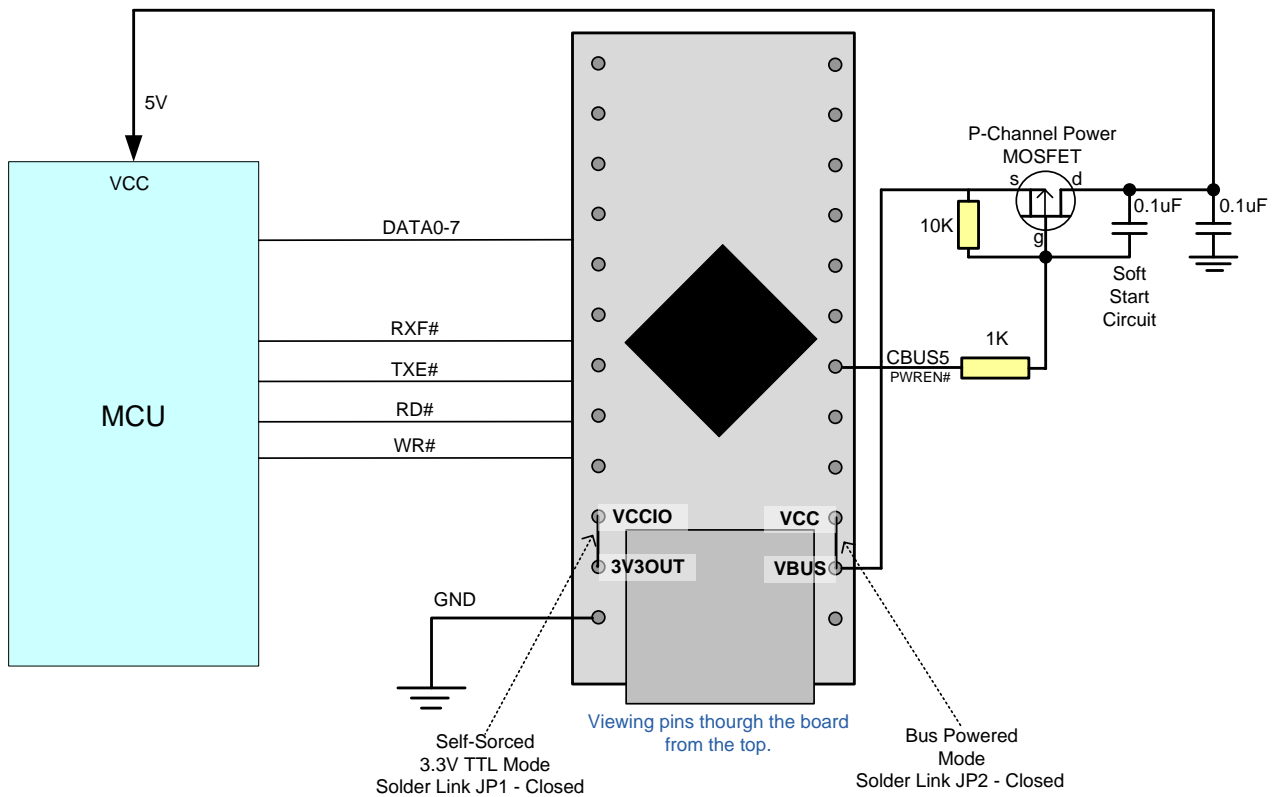 5V
VCC
MCU
DATA0-7
RXF#
TXE#
RD#
WR#
GND
VCCIO
3V3OUT
VCC
VBUS
P-Channel Power
MOSFET
s
d
g
10K
0.1uF
0.1uF
Soft
Start
Circuit
1K
CBUS5
PWREN#
Viewing pins thourgh the board
from the top.
Self-Sorced
3.3V TTL Mode
Solder Link JP1 - Closed
Bus Powered
Mode
Solder Link JP2 - Closed